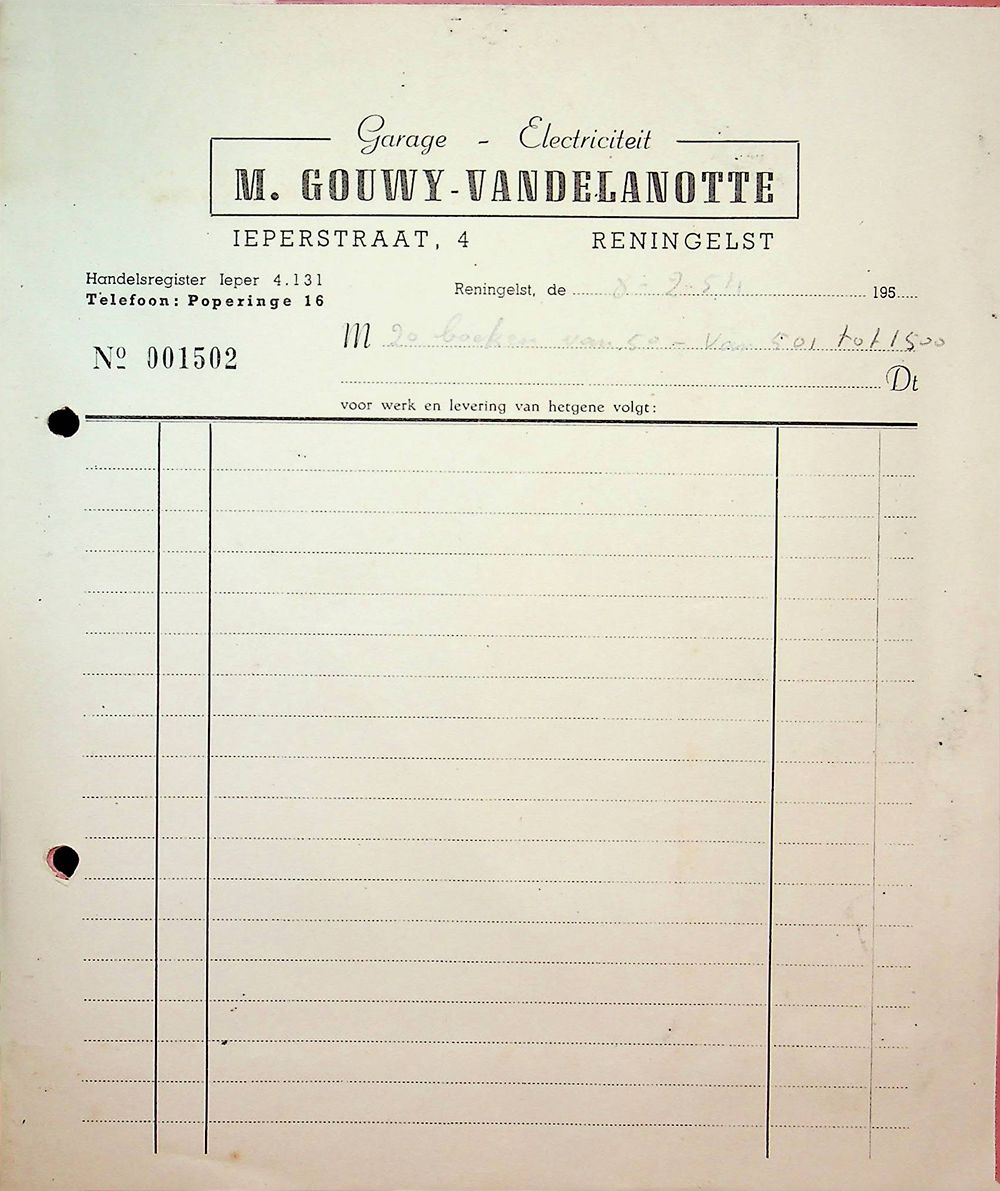 Garage - Electriciteit
M. GOUWY-VANDELANOTTE
IEPERSTRAAT, 4 RENINGELST
Handelsregister Ieper 4.131
Telefoon: Poperinge 16
Reningelst, de 8-2-54 195
Nº 001502
M 20 boeken van 50 - van 501 tot 1500
Dt
voor werk en levering van hetgene volgt: